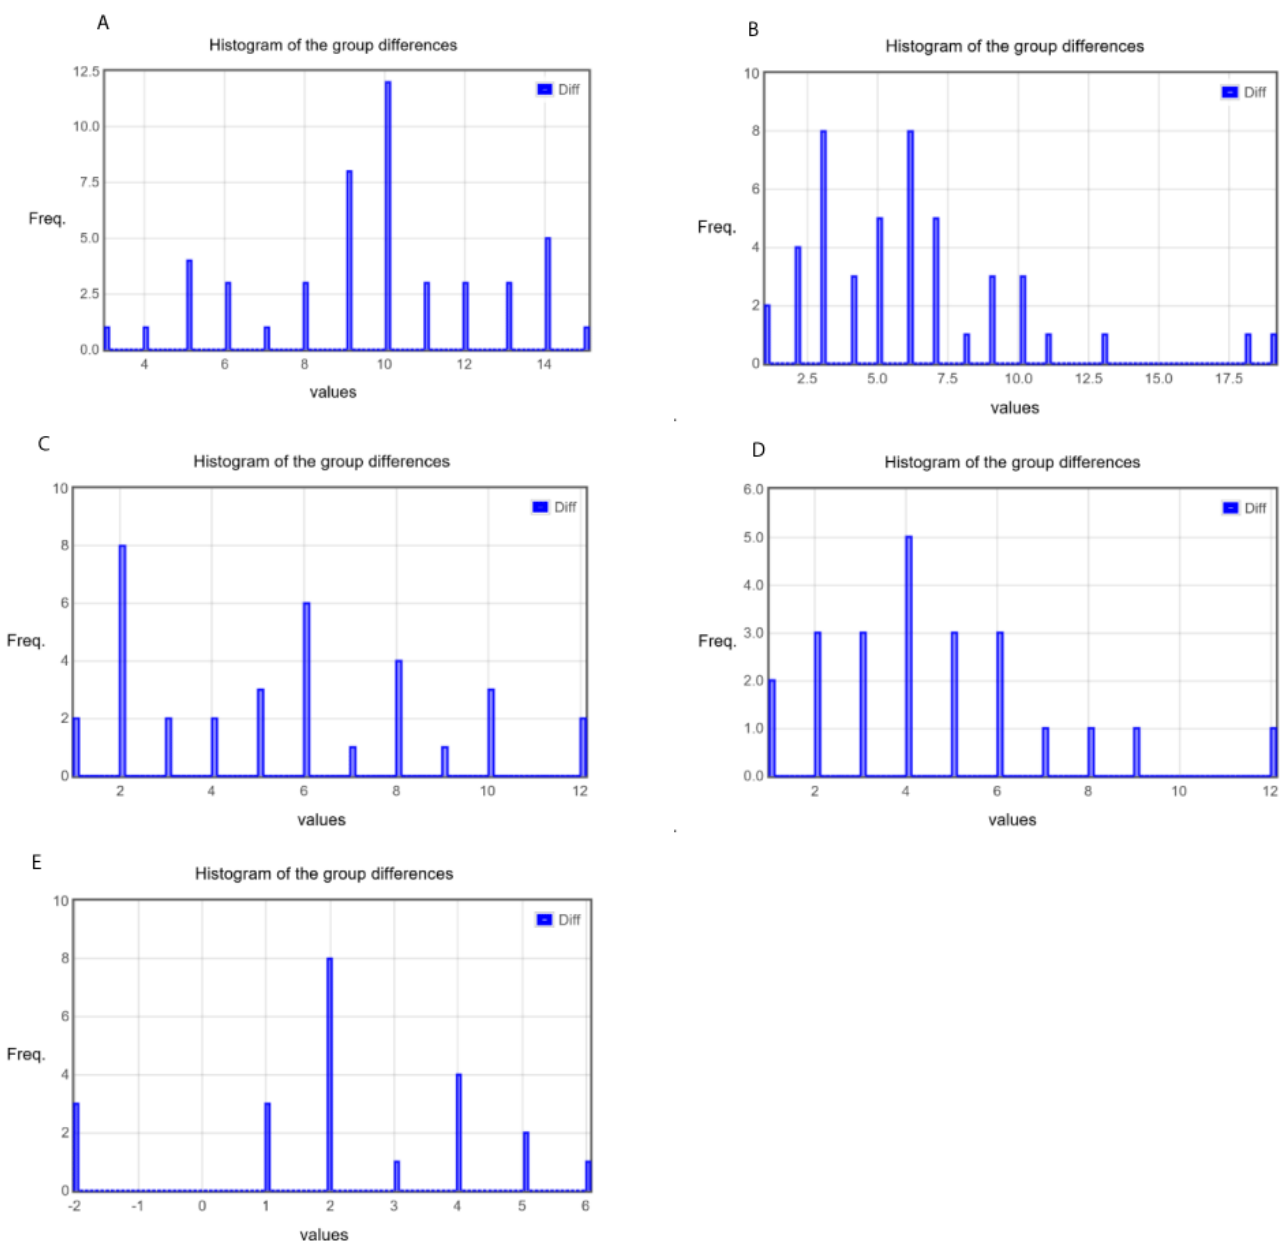 A
Histogram of the group differences
12.5
10.0
7.5
5.0
2.5
0.0
Freq.
Diff
4 6 8 10 12 14
values
B
Histogram of the group differences
10
8
6
4
2
0
Freq.
Diff
2.5 5.0 7.5 10.0 12.5 15.0 17.5
values
C
Histogram of the group differences
10
8
6
4
2
0
Freq.
Diff
2 4 6 8 10 12
values
D
Histogram of the group differences
6.0
5.0
4.0
3.0
2.0
1.0
0.0
Freq.
Diff
2 4 6 8 10 12
values
E
Histogram of the group differences
10
8
6
4
2
0
Freq.
Diff
-2 -1 0 1 2 3 4 5 6
values